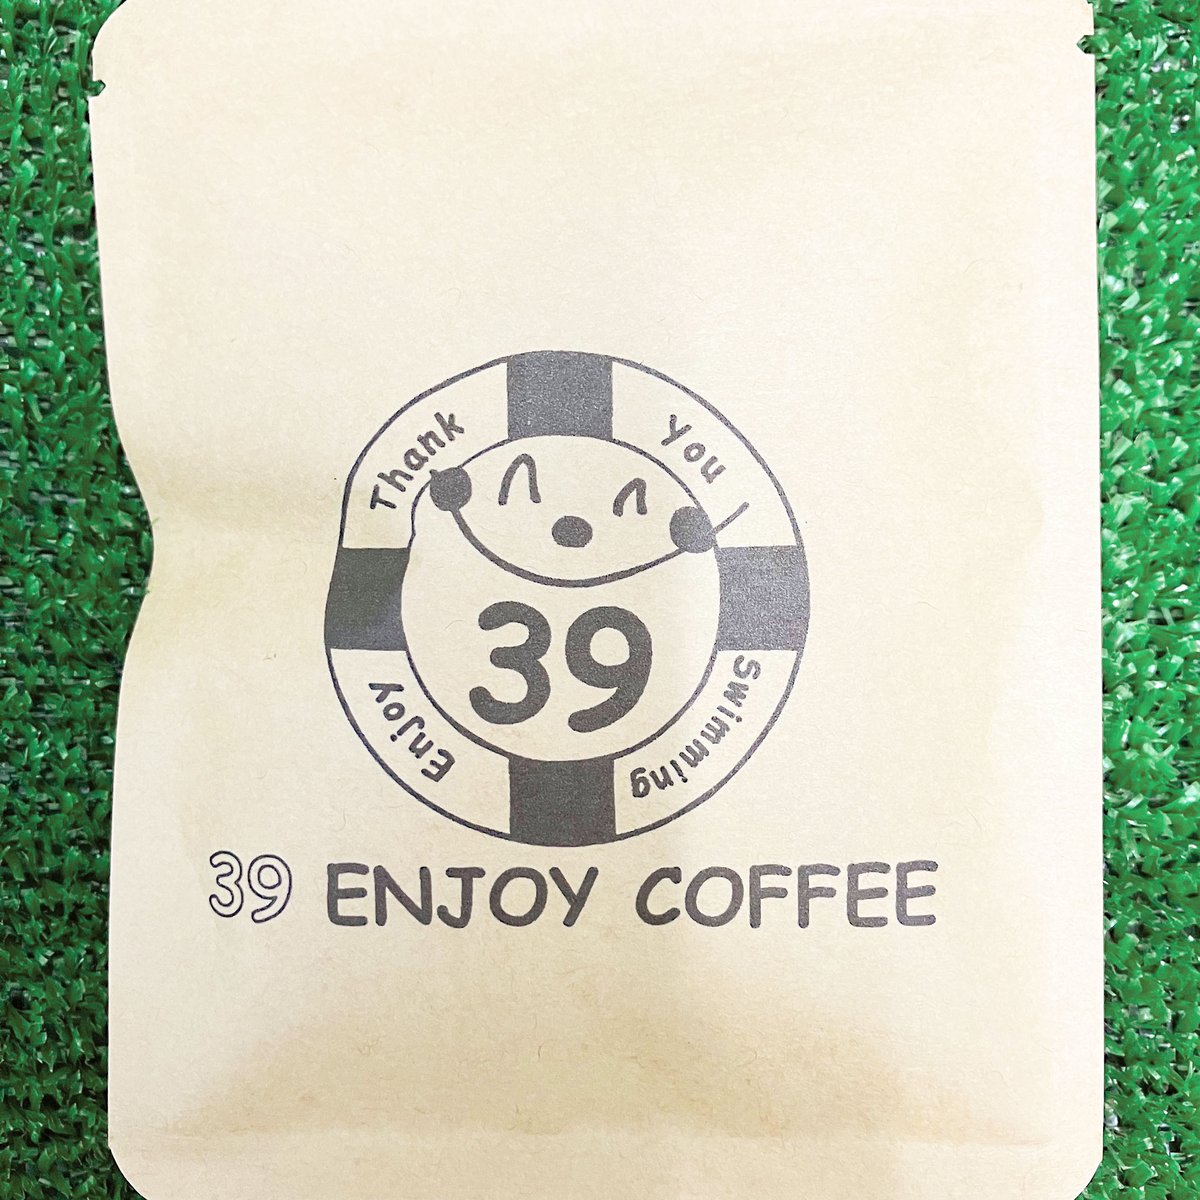 Thank You
39
Enjoy Swimming
39 ENJOY COFFEE